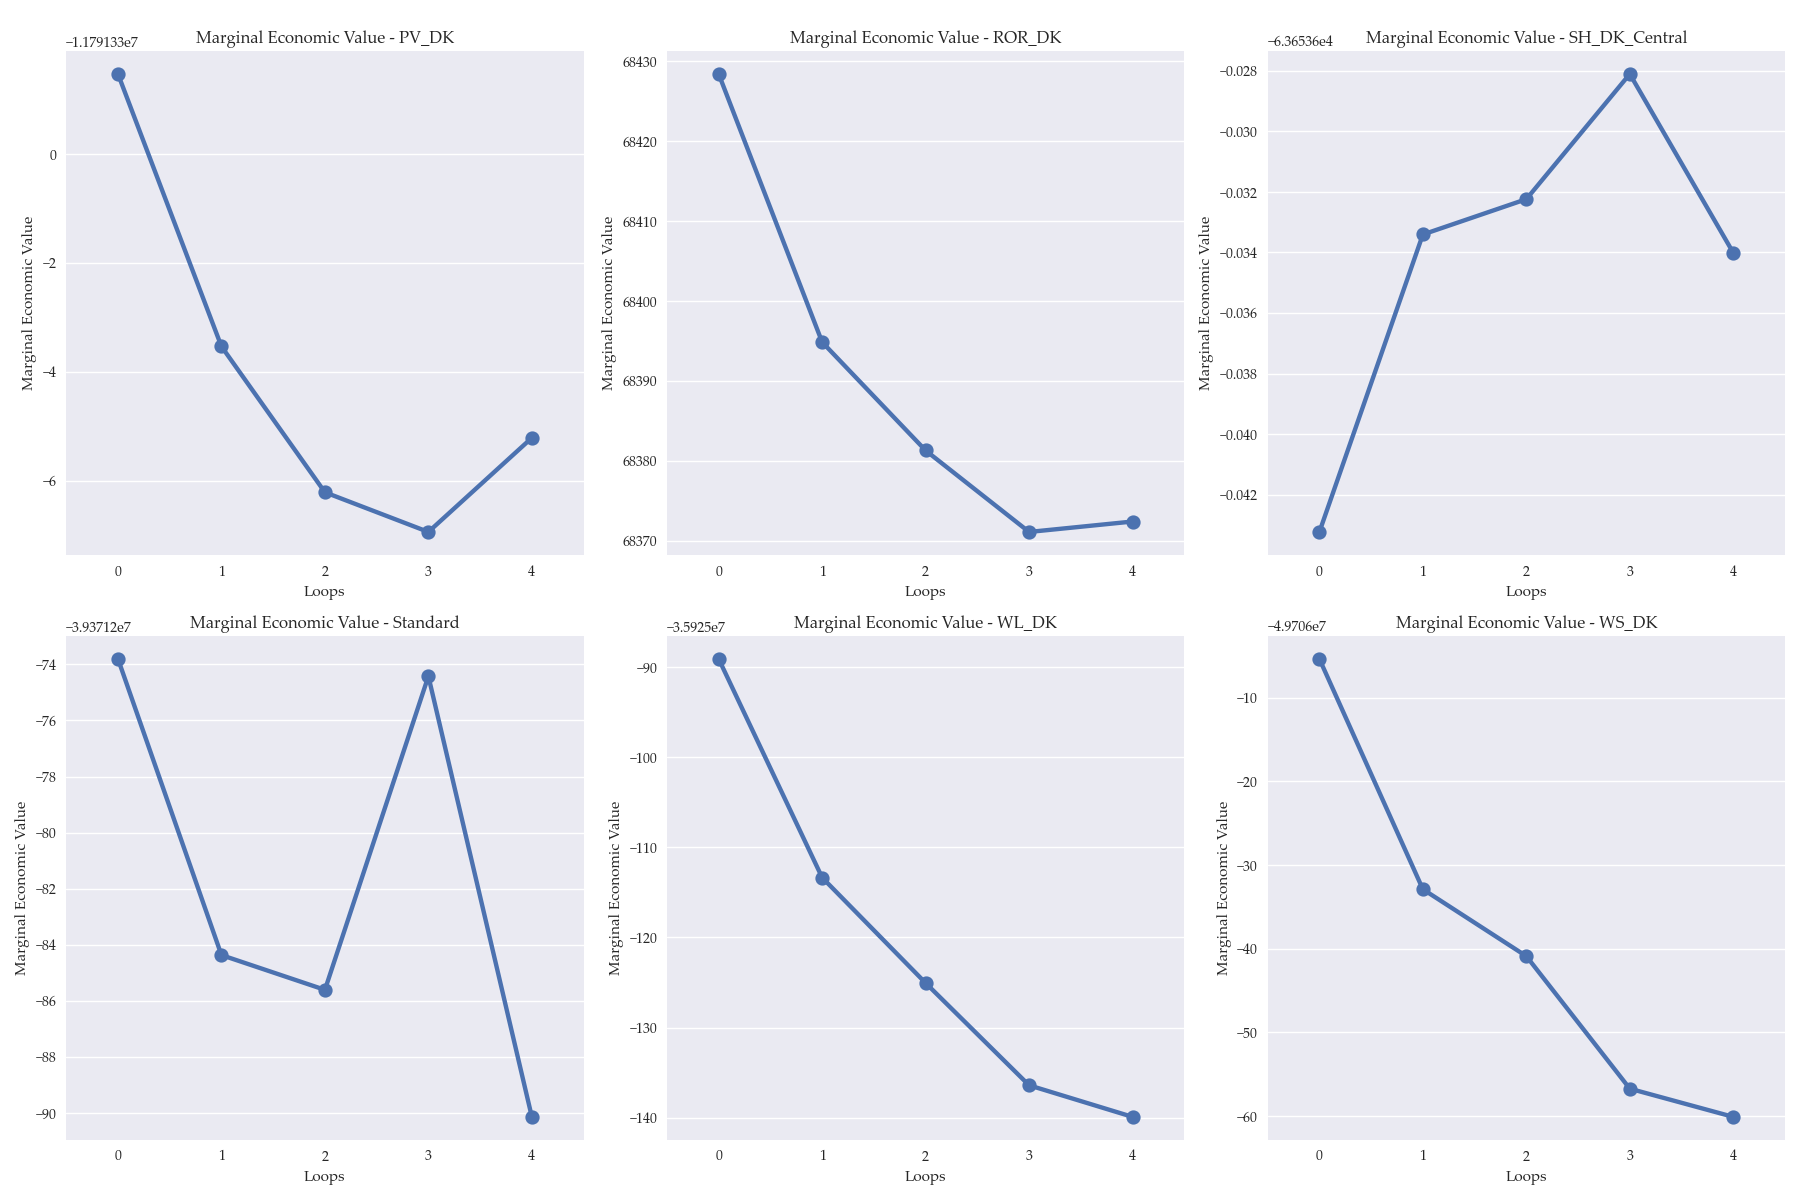 Marginal Economic Value - PV_DK
−1.179133e7
0
−2
−4
−6
Marginal Economic Value
0 1 2 3 4
Loops
Marginal Economic Value - ROR_DK
68430
68420
68410
68400
68390
68380
68370
Marginal Economic Value
0 1 2 3 4
Loops
Marginal Economic Value - SH_DK_Central
−6.36536e4
−0.028
−0.030
−0.032
−0.034
−0.036
−0.038
−0.040
−0.042
Marginal Economic Value
0 1 2 3 4
Loops
Marginal Economic Value - Standard
−3.93712e7
−74
−76
−78
−80
−82
−84
−86
−88
−90
Marginal Economic Value
0 1 2 3 4
Loops
Marginal Economic Value - WL_DK
−3.5925e7
−90
−100
−110
−120
−130
−140
Marginal Economic Value
0 1 2 3 4
Loops
Marginal Economic Value - WS_DK
−4.9706e7
−10
−20
−30
−40
−50
−60
Marginal Economic Value
0 1 2 3 4
Loops